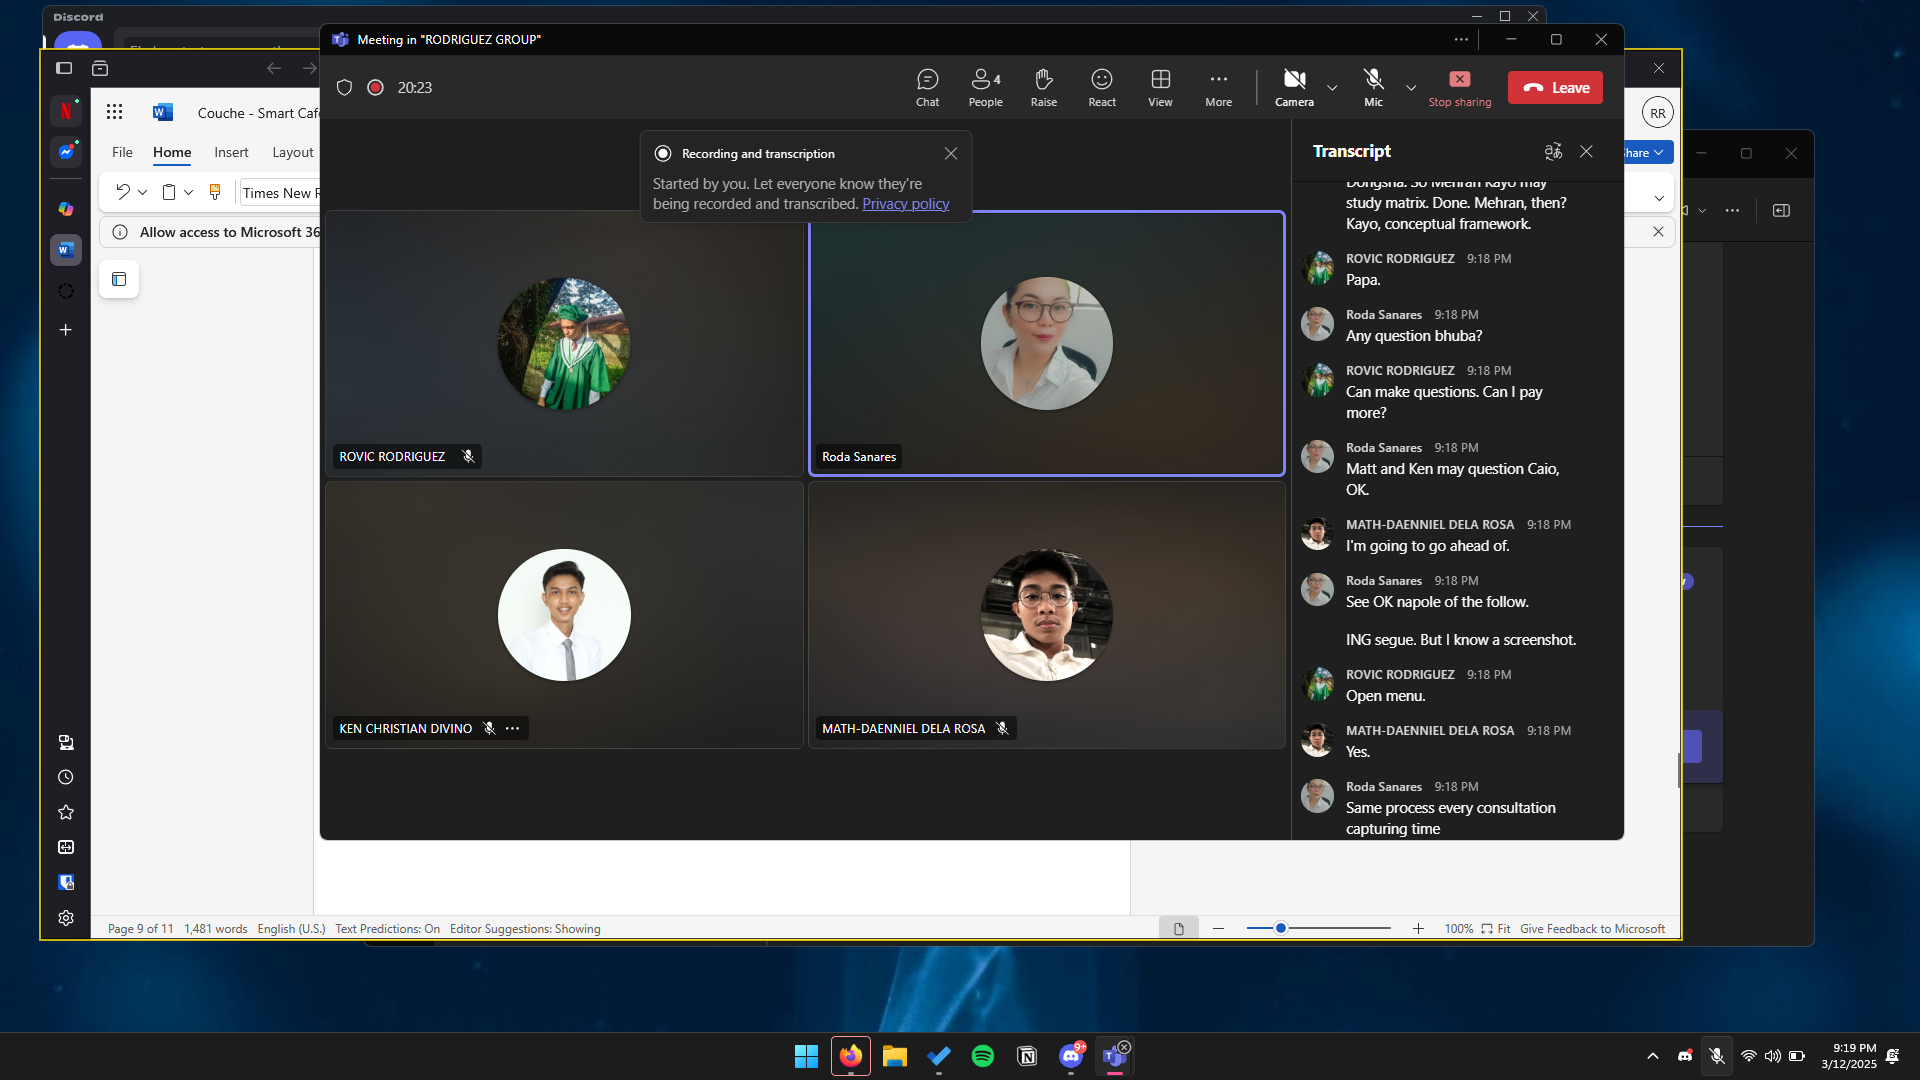 Discord
Meeting in "RODRIGUEZ GROUP"
20:23
Chat
People
4
Raise
React
View
More
Camera
Mic
Stop sharing
Leave
Couche - Smart Caf
RR
File
Home
Insert
Layout
Times New R
Allow access to Microsoft 36
Recording and transcription
Started by you. Let everyone know they're
being recorded and transcribed. Privacy policy
Transcript
Dongsha. So Mehran Kayo may
study matrix. Done. Mehran, then?
Kayo, conceptual framework.
ROVIC RODRIGUEZ 9:18 PM
Papa.
Roda Sanares 9:18 PM
Any question bhuba?
ROVIC RODRIGUEZ 9:18 PM
Can make questions. Can I pay
more?
Roda Sanares 9:18 PM
Matt and Ken may question Caio,
OK.
MATH-DAENNIEL DELA ROSA 9:18 PM
I'm going to go ahead of.
Roda Sanares 9:18 PM
See OK napole of the follow.
ING segue. But I know a screenshot.
ROVIC RODRIGUEZ 9:18 PM
Open menu.
MATH-DAENNIEL DELA ROSA 9:18 PM
Yes.
Roda Sanares 9:18 PM
Same process every consultation
capturing time
ROVIC RODRIGUEZ
Roda Sanares
KEN CHRISTIAN DIVINO
MATH-DAENNIEL DELA ROSA
hare
Page 9 of 11
1,481 words
English (U.S.)
Text Predictions: On
Editor Suggestions: Showing
100%
Fit
Give Feedback to Microsoft
9+
9:19 PM
3/12/2025